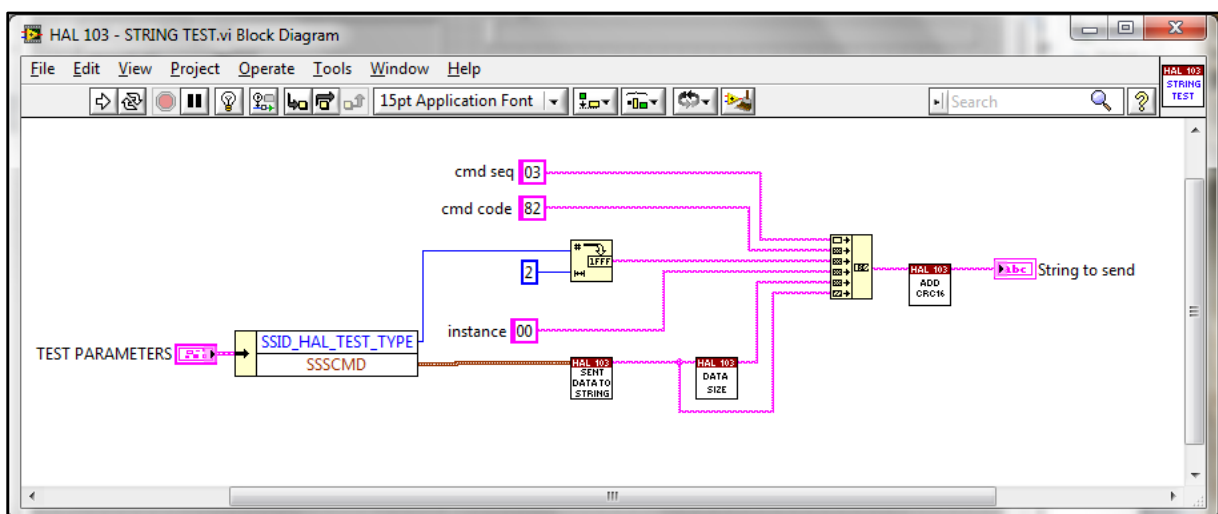 HAL 103 - STRING TEST.vi Block Diagram
File Edit View Project Operate Tools Window Help
15pt Application Font
Search
HAL 103
STRING
TEST
cmd seq 03
cmd code 82
#
1FFF
2
instance 00
TEST PARAMETERS
SSID_HAL_TEST_TYPE
SSSCMD
HAL 103
SENT
DATA TO
STRING
HAL 103
DATA
SIZE
HAL 103
ADD
CRC16
abc String to send